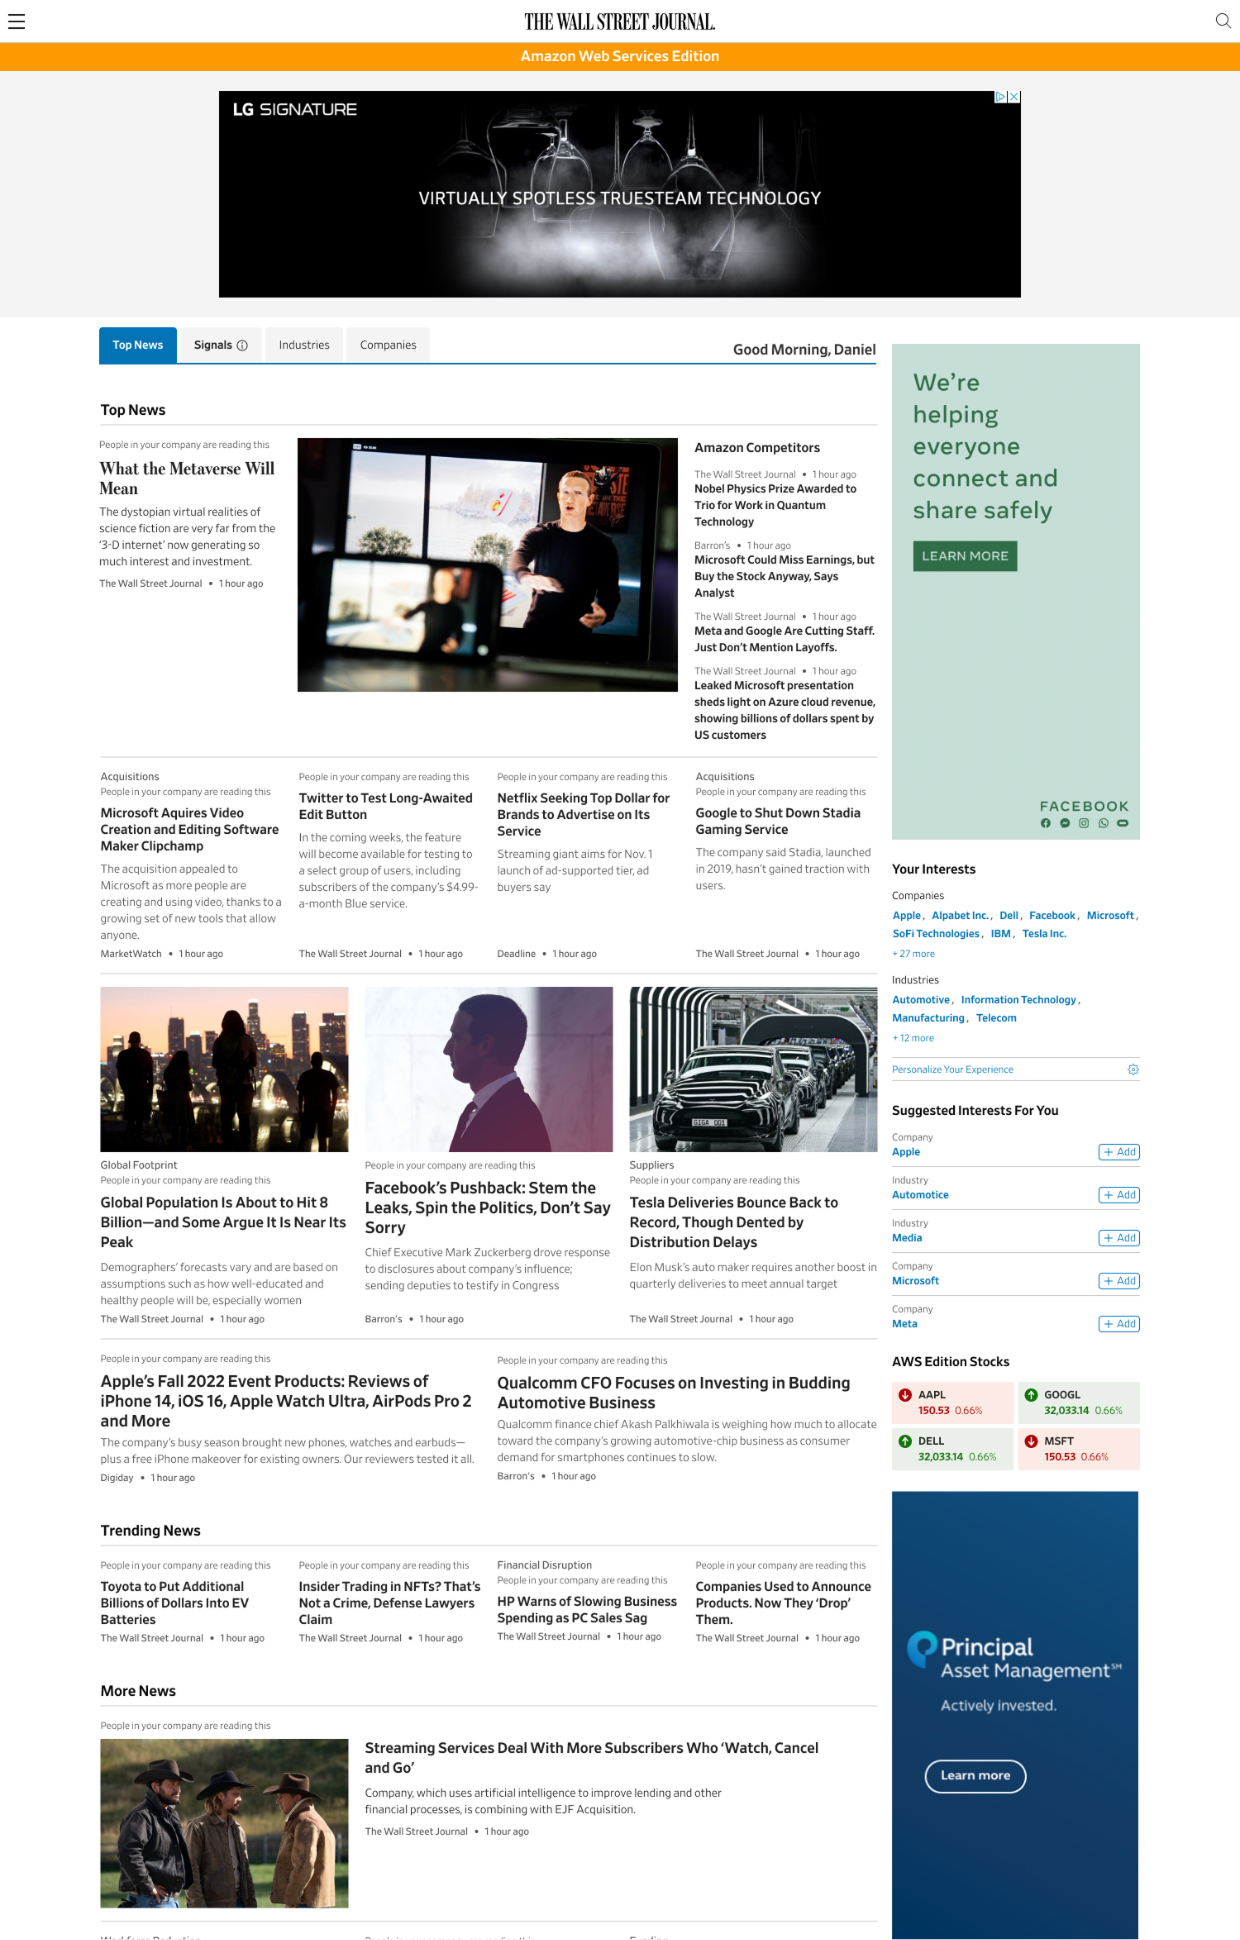 THE WALL STREET JOURNAL.
Amazon Web Services Edition
LG SIGNATURE
VIRTUALLY SPOTLESS TRUESTEAM TECHNOLOGY
Top News
Signals
Industries
Companies
Good Morning, Daniel
Top News
People in your company are reading this
What the Metaverse Will
Mean
The dystopian virtual realities of
science fiction are very far from the
‘3-D internet’ now generating so
much interest and investment.
The Wall Street Journal • 1 hour ago
Amazon Competitors
The Wall Street Journal • 1 hour ago
Nobel Physics Prize Awarded to
Trio for Work in Quantum
Technology
Barron's • 1 hour ago
Microsoft Could Miss Earnings, but
Buy the Stock Anyway, Says
Analyst
The Wall Street Journal • 1 hour ago
Meta and Google Are Cutting Staff.
Just Don’t Mention Layoffs.
The Wall Street Journal • 1 hour ago
Leaked Microsoft presentation
sheds light on Azure cloud revenue,
showing billions of dollars spent by
US customers
Acquisitions
People in your company are reading this
Microsoft Aquires Video
Creation and Editing Software
Maker Clipchamp
The acquisition appealed to
Microsoft as more people are
creating and using video, thanks to a
growing set of new tools that allow
anyone.
MarketWatch • 1 hour ago
People in your company are reading this
Twitter to Test Long-Awaited
Edit Button
In the coming weeks, the feature
will become available for testing to
a select group of users, including
subscribers of the company’s $4.99-
a-month Blue service.
The Wall Street Journal • 1 hour ago
People in your company are reading this
Netflix Seeking Top Dollar for
Brands to Advertise on Its
Service
Streaming giant aims for Nov. 1
launch of ad-supported tier, ad
buyers say
Deadline • 1 hour ago
Acquisitions
People in your company are reading this
Google to Shut Down Stadia
Gaming Service
The company said Stadia, launched
in 2019, hasn’t gained traction with
users.
The Wall Street Journal • 1 hour ago
Global Footprint
People in your company are reading this
Global Population Is About to Hit 8
Billion—and Some Argue It Is Near Its
Peak
Demographers’ forecasts vary and are based on
assumptions such as how well-educated and
healthy people will be, especially women
The Wall Street Journal • 1 hour ago
People in your company are reading this
Facebook’s Pushback: Stem the
Leaks, Spin the Politics, Don’t Say
Sorry
Chief Executive Mark Zuckerberg drove response
to disclosures about company’s influence;
sending deputies to testify in Congress
Barron's • 1 hour ago
GIGA 001
Suppliers
People in your company are reading this
Tesla Deliveries Bounce Back to
Record, Though Dented by
Distribution Delays
Elon Musk’s auto maker requires another boost in
quarterly deliveries to meet annual target
The Wall Street Journal • 1 hour ago
People in your company are reading this
Apple’s Fall 2022 Event Products: Reviews of
iPhone 14, iOS 16, Apple Watch Ultra, AirPods Pro 2
and More
The company’s busy season brought new phones, watches and earbuds—
plus a free iPhone makeover for existing owners. Our reviewers tested it all.
Digiday • 1 hour ago
People in your company are reading this
Qualcomm CFO Focuses on Investing in Budding
Automotive Business
Qualcomm finance chief Akash Palkhiwala is weighing how much to allocate
toward the company’s growing automotive-chip business as consumer
demand for smartphones continues to slow.
Barron's • 1 hour ago
Trending News
People in your company are reading this
Toyota to Put Additional
Billions of Dollars Into EV
Batteries
The Wall Street Journal • 1 hour ago
People in your company are reading this
Insider Trading in NFTs? That’s
Not a Crime, Defense Lawyers
Claim
The Wall Street Journal • 1 hour ago
Financial Disruption
People in your company are reading this
HP Warns of Slowing Business
Spending as PC Sales Sag
The Wall Street Journal • 1 hour ago
People in your company are reading this
Companies Used to Announce
Products. Now They ‘Drop’
Them.
The Wall Street Journal • 1 hour ago
More News
People in your company are reading this
Streaming Services Deal With More Subscribers Who ‘Watch, Cancel
and Go’
Company, which uses artificial intelligence to improve lending and other
financial processes, is combining with EJF Acquisition.
The Wall Street Journal • 1 hour ago
We’re
helping
everyone
connect and
share safely
LEARN MORE
FACEBOOK
Your Interests
Companies
Apple, Alpabet Inc., Dell, Facebook, Microsoft,
SoFi Technologies, IBM, Tesla Inc.
+ 27 more
Industries
Automotive, Information Technology,
Manufacturing, Telecom
+ 12 more
Personalize Your Experience
Suggested Interests For You
Company
Apple
+ Add
Industry
Automotice
+ Add
Industry
Media
+ Add
Company
Microsoft
+ Add
Company
Meta
+ Add
AWS Edition Stocks
AAPL
150.53 0.66%
GOOGL
32,033.14 0.66%
DELL
32,033.14 0.66%
MSFT
150.53 0.66%
Principal
Asset Management℠
Actively invested.
Learn more